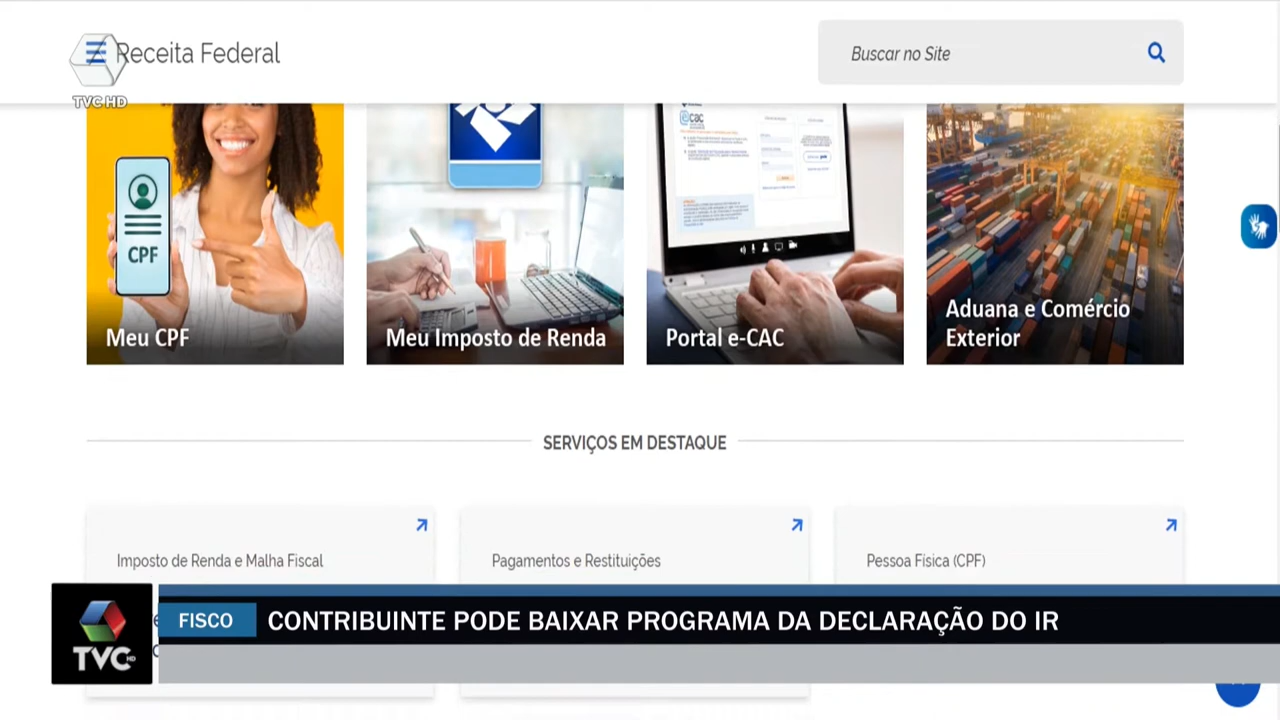 Receita Federal
Buscar no Site
TVC HD
CPF
Meu CPF
Meu Imposto de Renda
ecac
Portal e-CAC
Aduana e Comércio
Exterior
SERVIÇOS EM DESTAQUE
Imposto de Renda e Malha Fiscal
Pagamentos e Restituições
Pessoa Física (CPF)
FISCO
CONTRIBUINTE PODE BAIXAR PROGRAMA DA DECLARAÇÃO DO IR
TVC HD